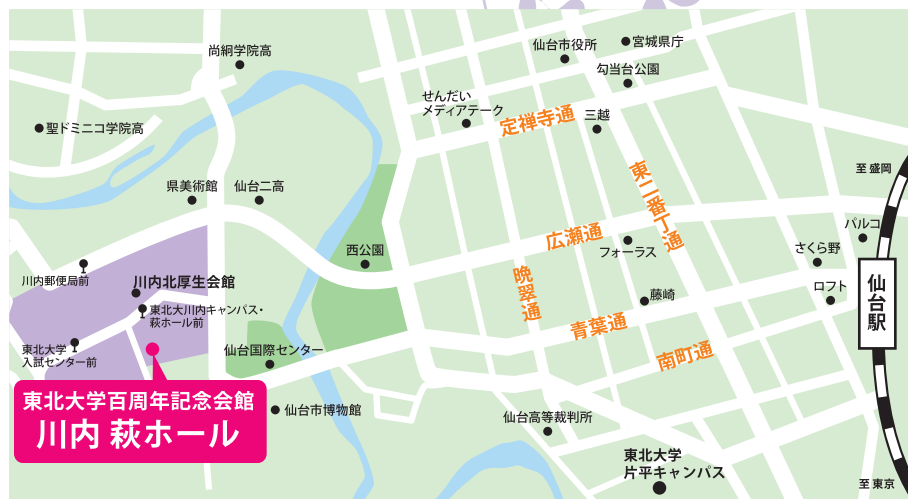 尚絅学院高
仙台市役所
宮城県庁
勾当台公園
せんだい
メディアテーク
定禅寺通
三越
聖ドミニコ学院高
東二番丁通
至 盛岡
県美術館
仙台二高
パルコ
広瀬通
西公園
フォーラス
さくら野
川内郵便局前
川内北厚生会館
晩翠通
ロフト
仙台駅
藤崎
東北大川内キャンパス・
萩ホール前
青葉通
東北大学
入試センター前
仙台国際センター
南町通
東北大学百周年記念会館
川内 萩ホール
仙台市博物館
仙台高等裁判所
東北大学
片平キャンパス
至 東京